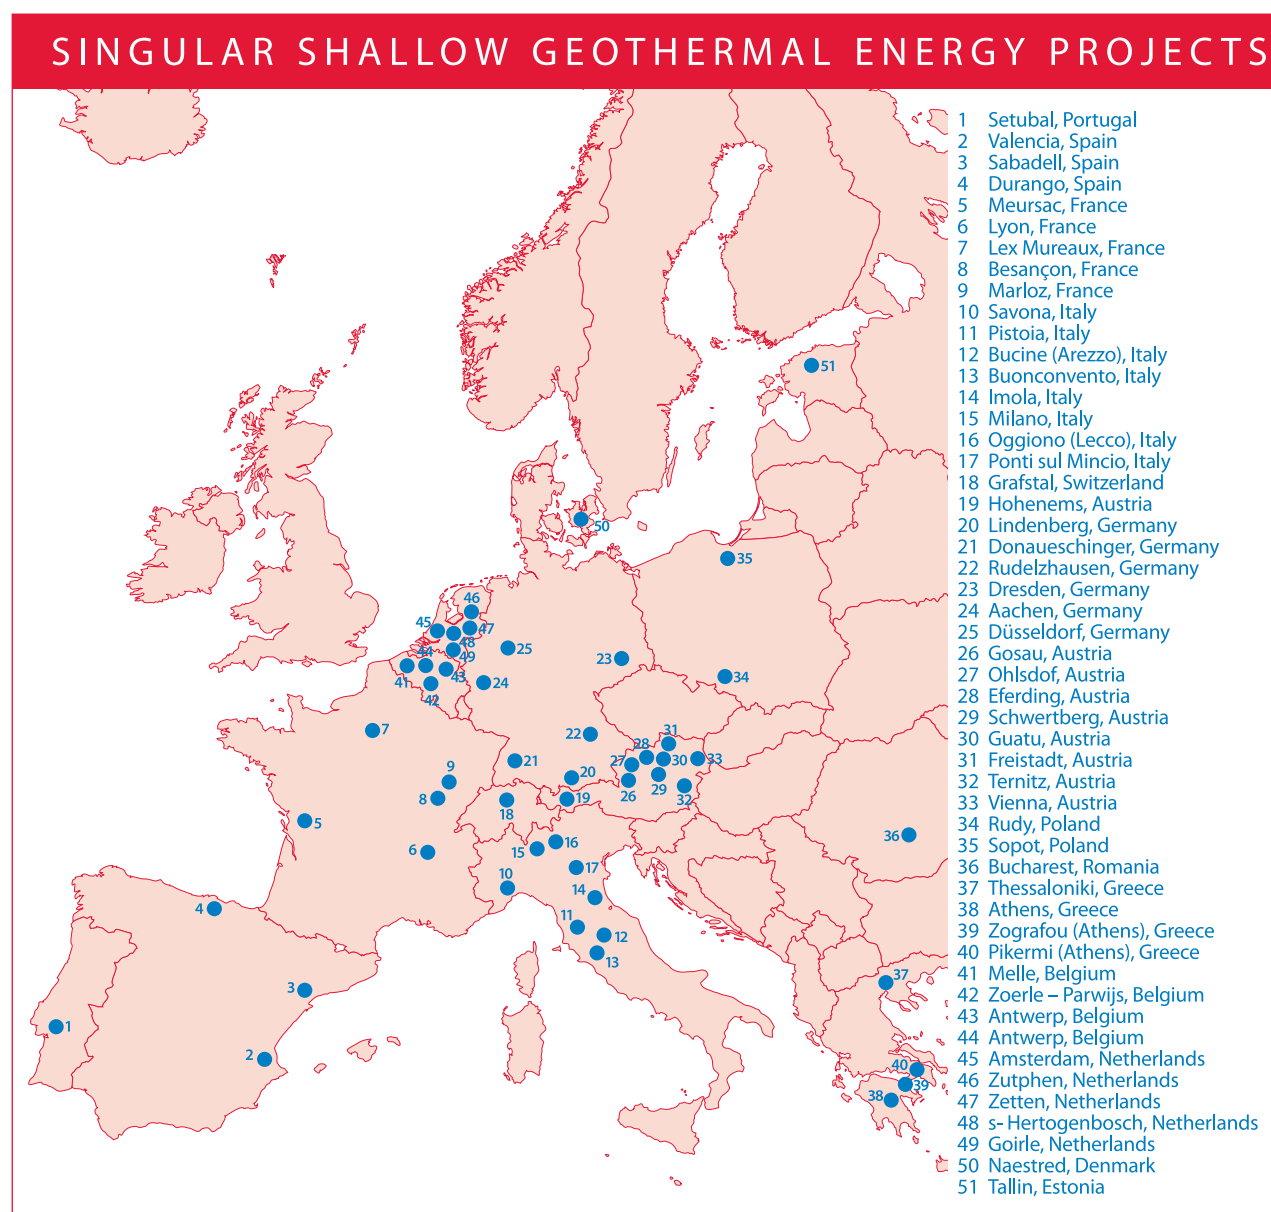 SINGULAR SHALLOW GEOTHERMAL ENERGY PROJECTS
1 Setubal, Portugal
2 Valencia, Spain
3 Sabadell, Spain
4 Durango, Spain
5 Meursac, France
6 Lyon, France
7 Lex Mureaux, France
8 Besançon, France
9 Marloz, France
10 Savona, Italy
11 Pistoia, Italy
12 Bucine (Arezzo), Italy
13 Buonconvento, Italy
14 Imola, Italy
15 Milano, Italy
16 Oggiono (Lecco), Italy
17 Ponti sul Mincio, Italy
18 Grafstal, Switzerland
19 Hohenems, Austria
20 Lindenberg, Germany
21 Donaueschinger, Germany
22 Rudelzhausen, Germany
23 Dresden, Germany
24 Aachen, Germany
25 Düsseldorf, Germany
26 Gosau, Austria
27 Ohlsdof, Austria
28 Eferding, Austria
29 Schwertberg, Austria
30 Guatu, Austria
31 Freistadt, Austria
32 Ternitz, Austria
33 Vienna, Austria
34 Rudy, Poland
35 Sopot, Poland
36 Bucharest, Romania
37 Thessaloniki, Greece
38 Athens, Greece
39 Zografou (Athens), Greece
40 Pikermi (Athens), Greece
41 Melle, Belgium
42 Zoerle – Parwijs, Belgium
43 Antwerp, Belgium
44 Antwerp, Belgium
45 Amsterdam, Netherlands
46 Zutphen, Netherlands
47 Zetten, Netherlands
48 s- Hertogenbosch, Netherlands
49 Goirle, Netherlands
50 Naestred, Denmark
51 Tallin, Estonia
51
50
35
46
45
47
48
25
44
49
23
41
43
34
24
42
7
31
22
28
21
27
30
33
9
20
26
29
32
8
19
18
5
36
16
6
15
17
10
14
4
11
12
13
37
3
1
2
40
39
38